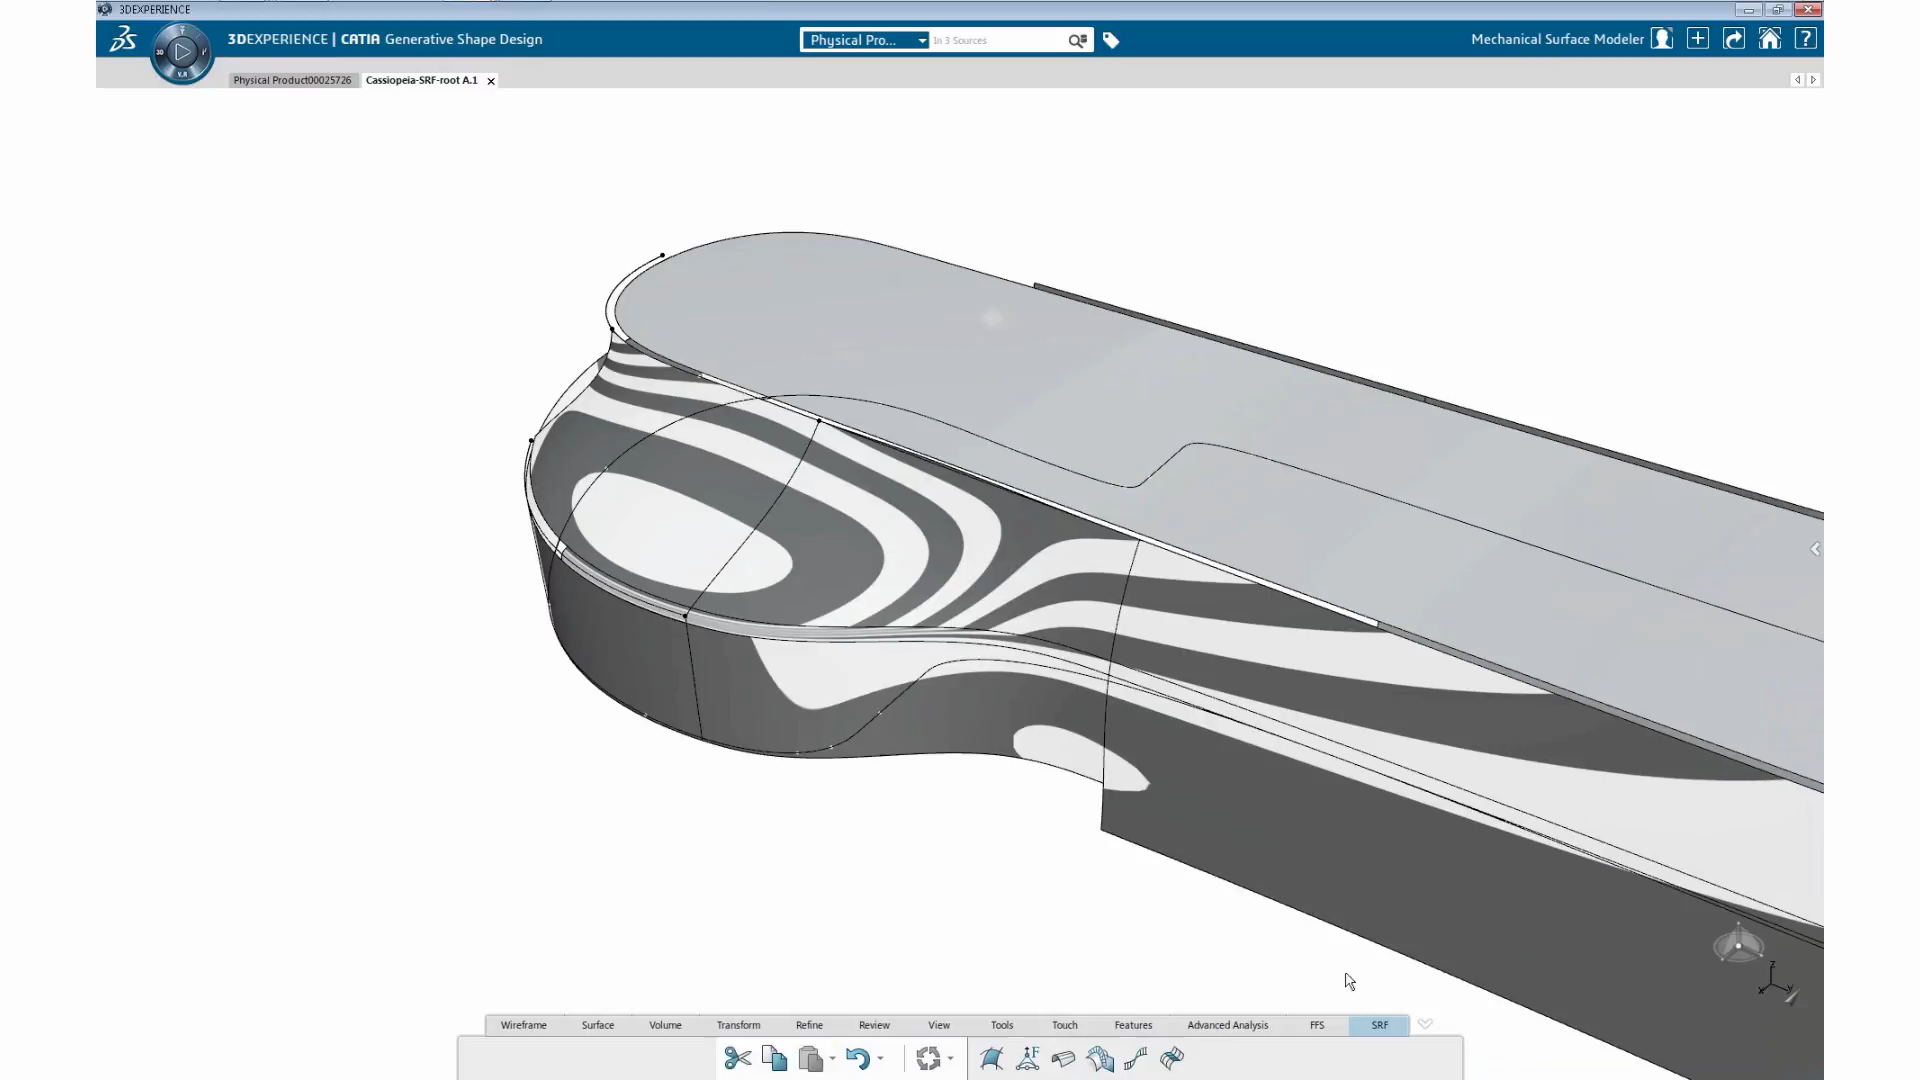 3DEXPERIENCE
3DEXPERIENCE | CATIA Generative Shape Design
Physical Pro...
In 3 Sources
Mechanical Surface Modeler
3D
V.R
Physical Product00025726
Cassiopeia-SRF-root A.1
Wireframe
Surface
Volume
Transform
Refine
Review
View
Tools
Touch
Features
Advanced Analysis
FFS
SRF